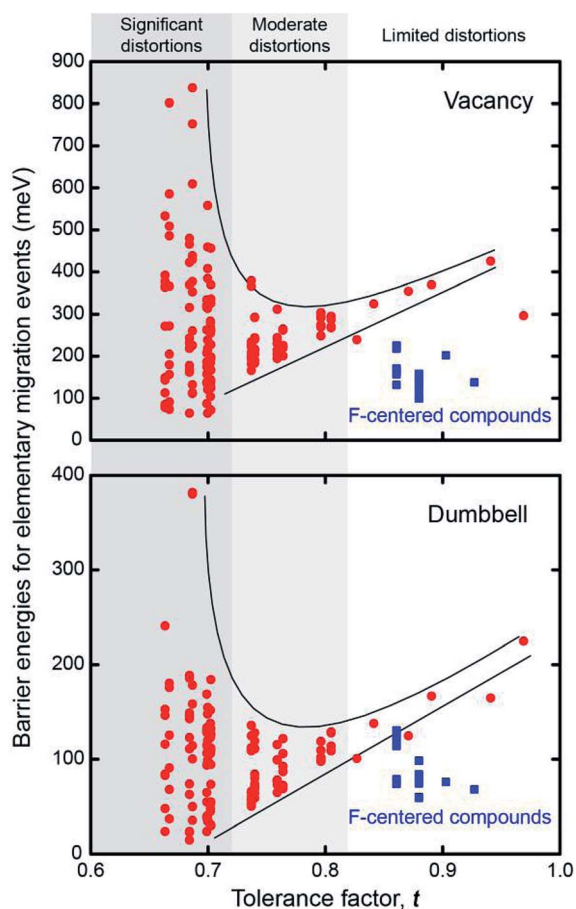 Significant distortions
Moderate distortions
Limited distortions
Barrier energies for elementary migration events (meV)
900
800
700
600
500
400
300
200
100
0
Vacancy
F-centered compounds
400
300
200
100
0
Dumbbell
F-centered compounds
0.6 0.7 0.8 0.9 1.0
Tolerance factor, t